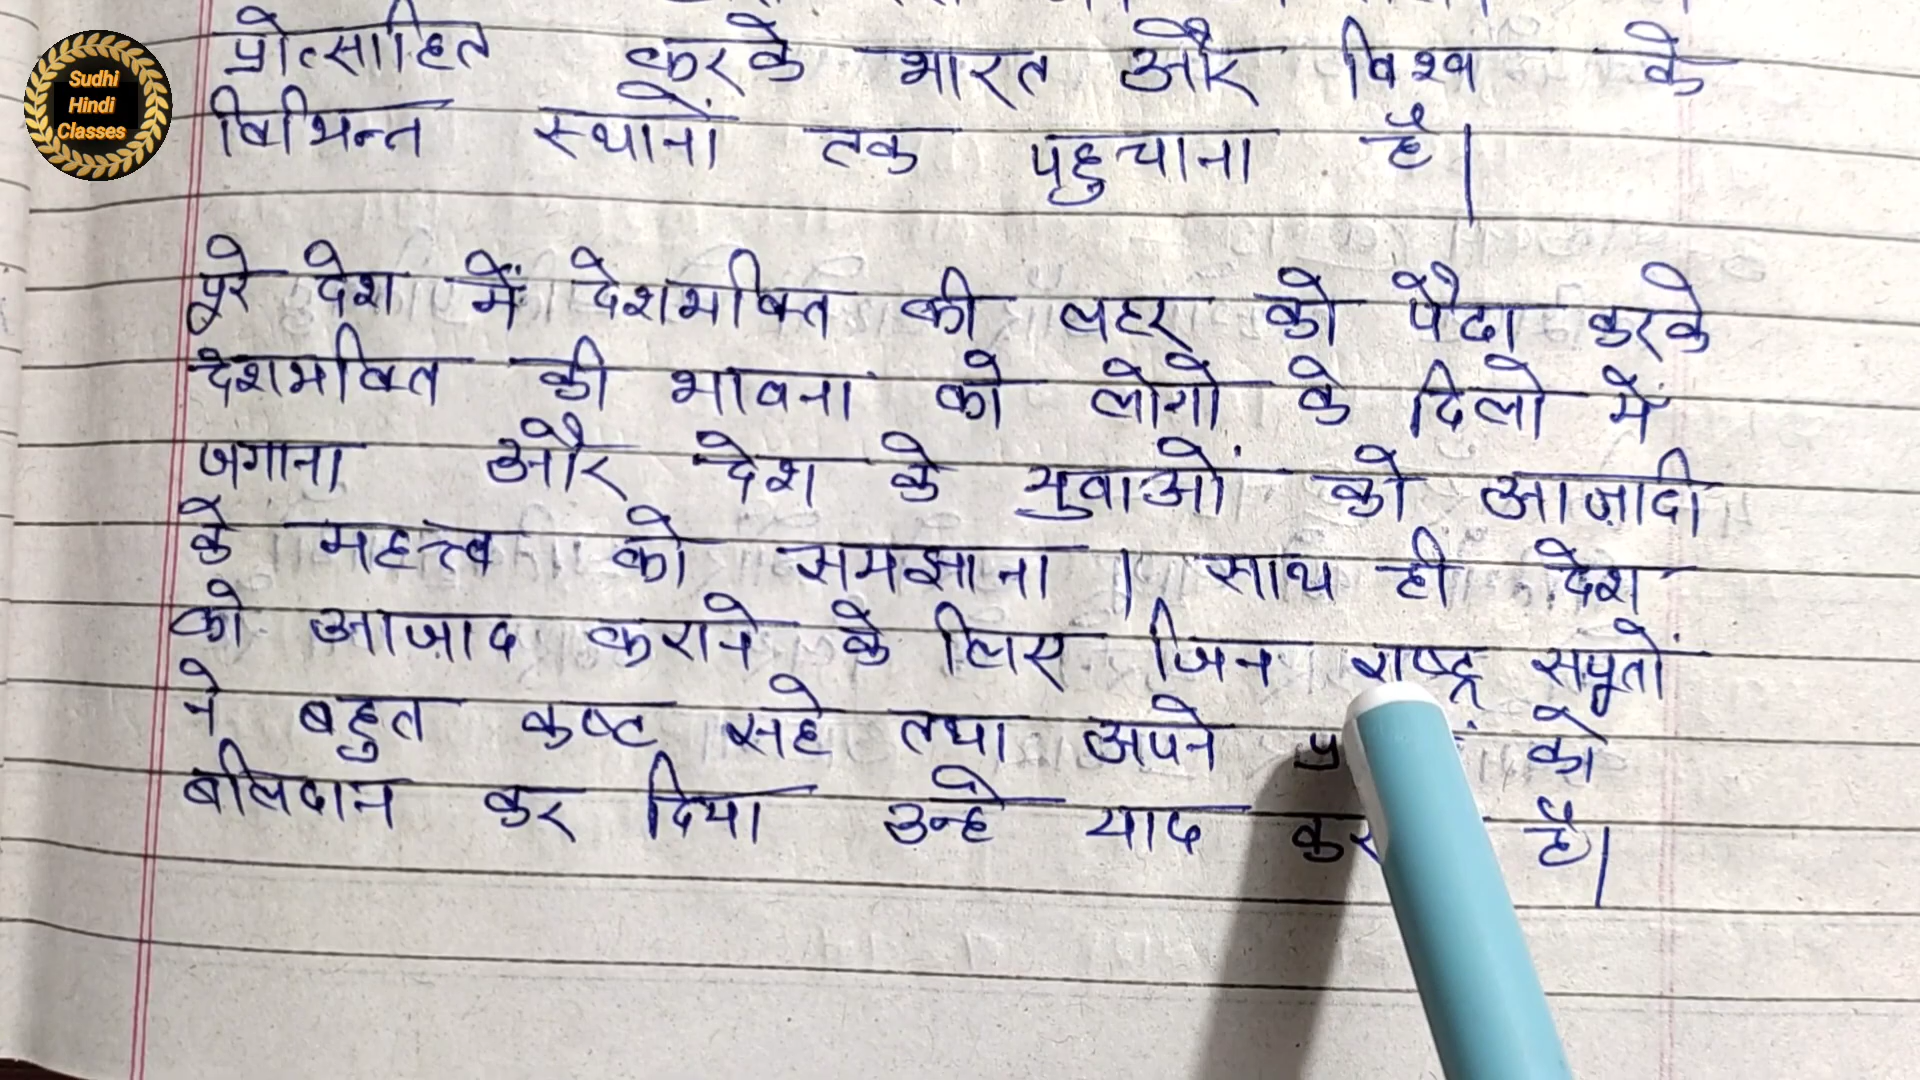 Sudhi
Hindi
Classes
प्रोत्साहित करके भारत और विश्व के
विभिन्न स्थानों तक पहुचाना है|
पूरे देश में देशभक्ति की लहर को पैदा करके
देशभक्ति की भावना को लोगो के दिलो में
जगाना और देश के युवाओं को आज़ादी
के महत्त्व को समझाना | साथ ही देश
को आज़ाद कराने के लिए जिन राष्ट्र सपूतों
ने बहुत कष्ट सहे तथा अपने को
बलिदान कर दिया उन्हे याद है|